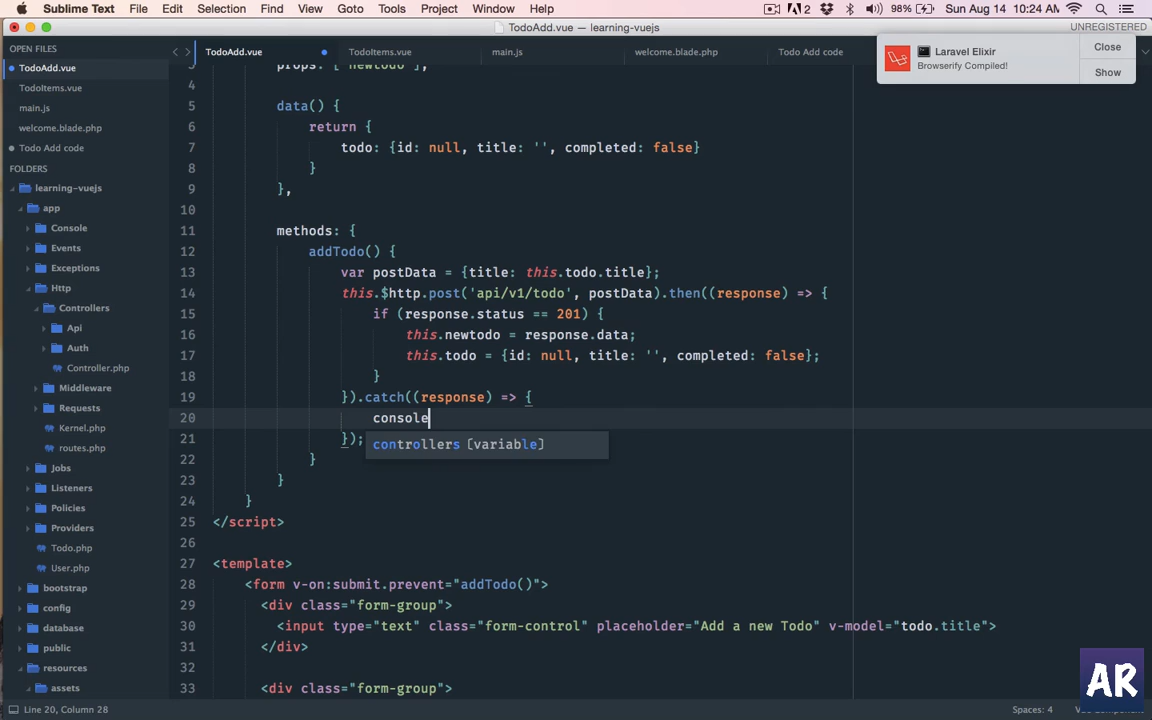 Sublime Text File Edit Selection Find View Goto Tools Project Window Help 2 98% Sun Aug 14 10:24 AM
TodoAdd.vue — learning-vuejs UNREGISTERED
OPEN FILES
TodoAdd.vue
TodoItems.vue
main.js
welcome.blade.php
Todo Add code
FOLDERS
learning-vuejs
app
Console
Events
Exceptions
Http
Controllers
Api
Auth
Controller.php
Middleware
Requests
Kernel.php
routes.php
Jobs
Listeners
Policies
Providers
Todo.php
User.php
bootstrap
config
database
public
resources
assets
TodoAdd.vue TodoItems.vue main.js welcome.blade.php Todo Add code
Laravel Elixir
Browserify Compiled!
Close
Show
3 props: ['newtodo'],
4
5 data() {
6 return {
7 todo: {id: null, title: '', completed: false}
8 }
9 },
10
11 methods: {
12 addTodo() {
13 var postData = {title: this.todo.title};
14 this.$http.post('api/v1/todo', postData).then((response) => {
15 if (response.status == 201) {
16 this.newtodo = response.data;
17 this.todo = {id: null, title: '', completed: false};
18 }
19 }).catch((response) => {
20 console
21 });
controllers [variable]
22 }
23 }
24 }
25 </script>
26
27 <template>
28 <form v-on:submit.prevent="addTodo()">
29 <div class="form-group">
30 <input type="text" class="form-control" placeholder="Add a new Todo" v-model="todo.title">
31 </div>
32
33 <div class="form-group">
AR
Line 20, Column 28 Spaces: 4